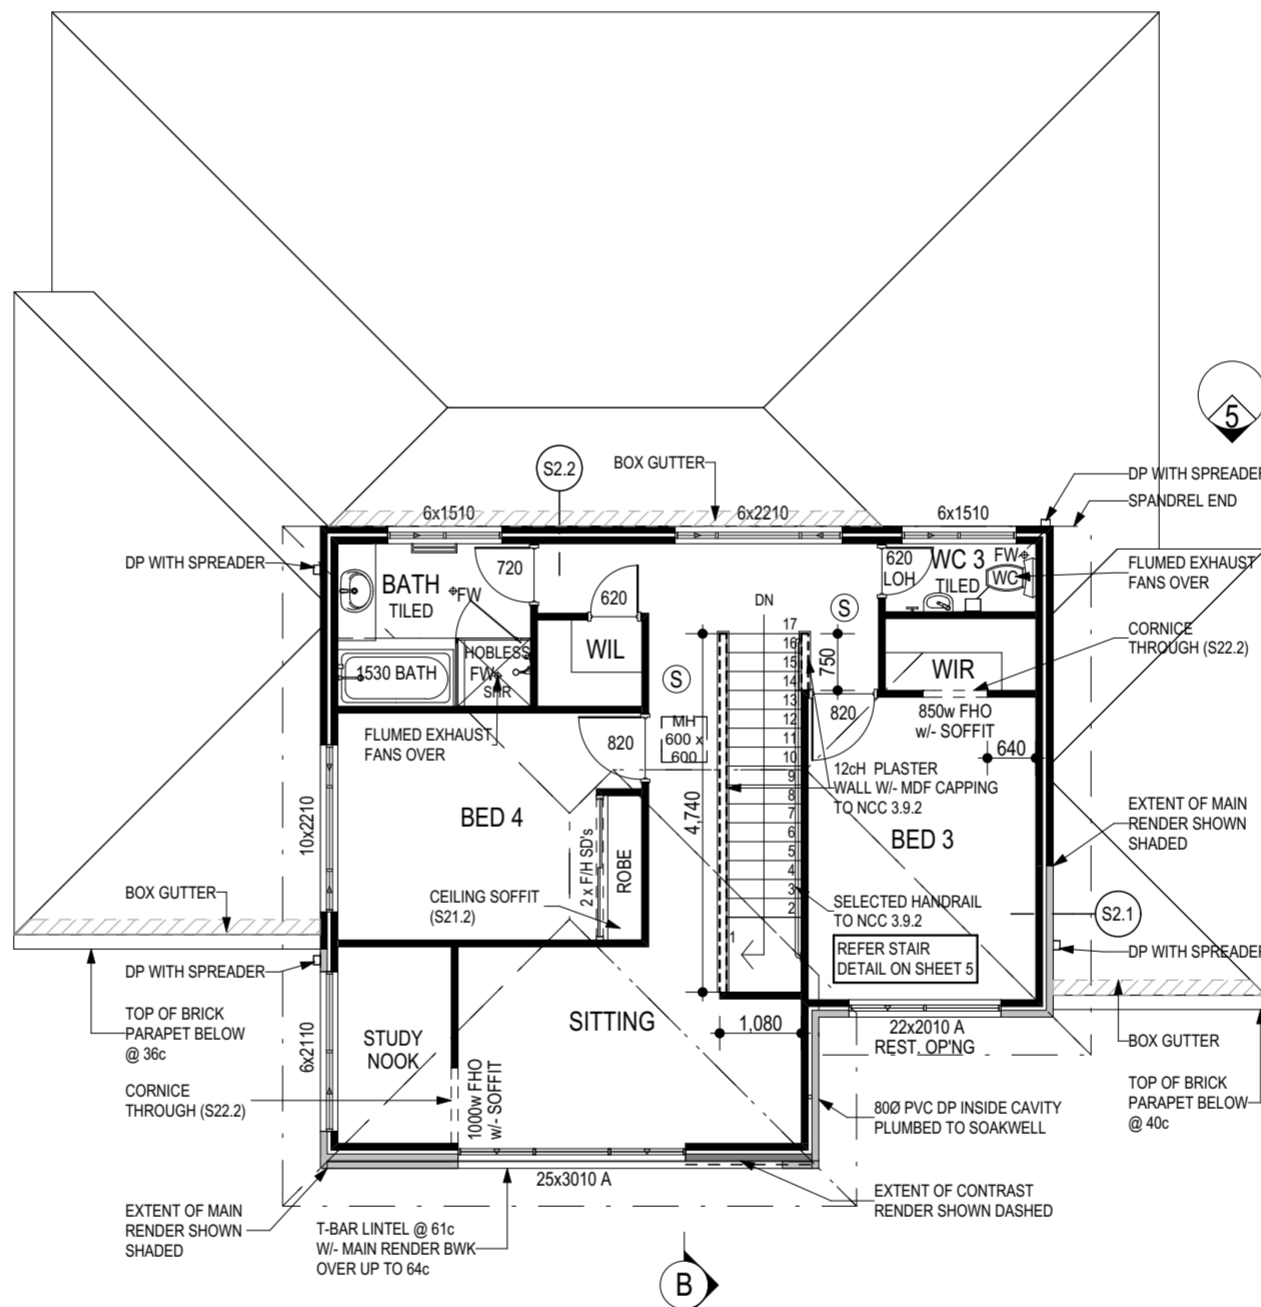 5
S2.2
BOX GUTTER
DP WITH SPREADER
SPANDREL END
6x1510
6x2210
6x1510
DP WITH SPREADER
BATH
TILED
FW
720
620
620
LOH
WC 3
TILED
FW
WC
FLUMED EXHAUST
FANS OVER
DN
S
CORNICE
THROUGH (S22.2)
1530 BATH
HOBLESS
FW
SHR
WIL
S
17
16
15
14
13
12
11
10
9
8
7
6
5
4
3
2
1
750
WIR
850w FHO
w/- SOFFIT
640
820
FLUMED EXHAUST
FANS OVER
820
MH
600 x
600
12cH PLASTER
WALL W/- MDF CAPPING
TO NCC 3.9.2
10x2210
BED 4
4,740
BED 3
EXTENT OF MAIN
RENDER SHOWN
SHADED
2 x F/H SD's
ROBE
BOX GUTTER
CEILING SOFFIT
(S21.2)
SELECTED HANDRAIL
TO NCC 3.9.2
S2.1
REFER STAIR
DETAIL ON SHEET 5
DP WITH SPREADER
DP WITH SPREADER
TOP OF BRICK
PARAPET BELOW
@ 36c
6x2110
STUDY
NOOK
SITTING
1,080
22x2010 A
REST. OP'NG
BOX GUTTER
CORNICE
THROUGH (S22.2)
1000w FHO
w/- SOFFIT
80Ø PVC DP INSIDE CAVITY
PLUMBED TO SOAKWELL
TOP OF BRICK
PARAPET BELOW
@ 40c
25x3010 A
EXTENT OF MAIN
RENDER SHOWN
SHADED
T-BAR LINTEL @ 61c
W/- MAIN RENDER BWK
OVER UP TO 64c
EXTENT OF CONTRAST
RENDER SHOWN DASHED
B